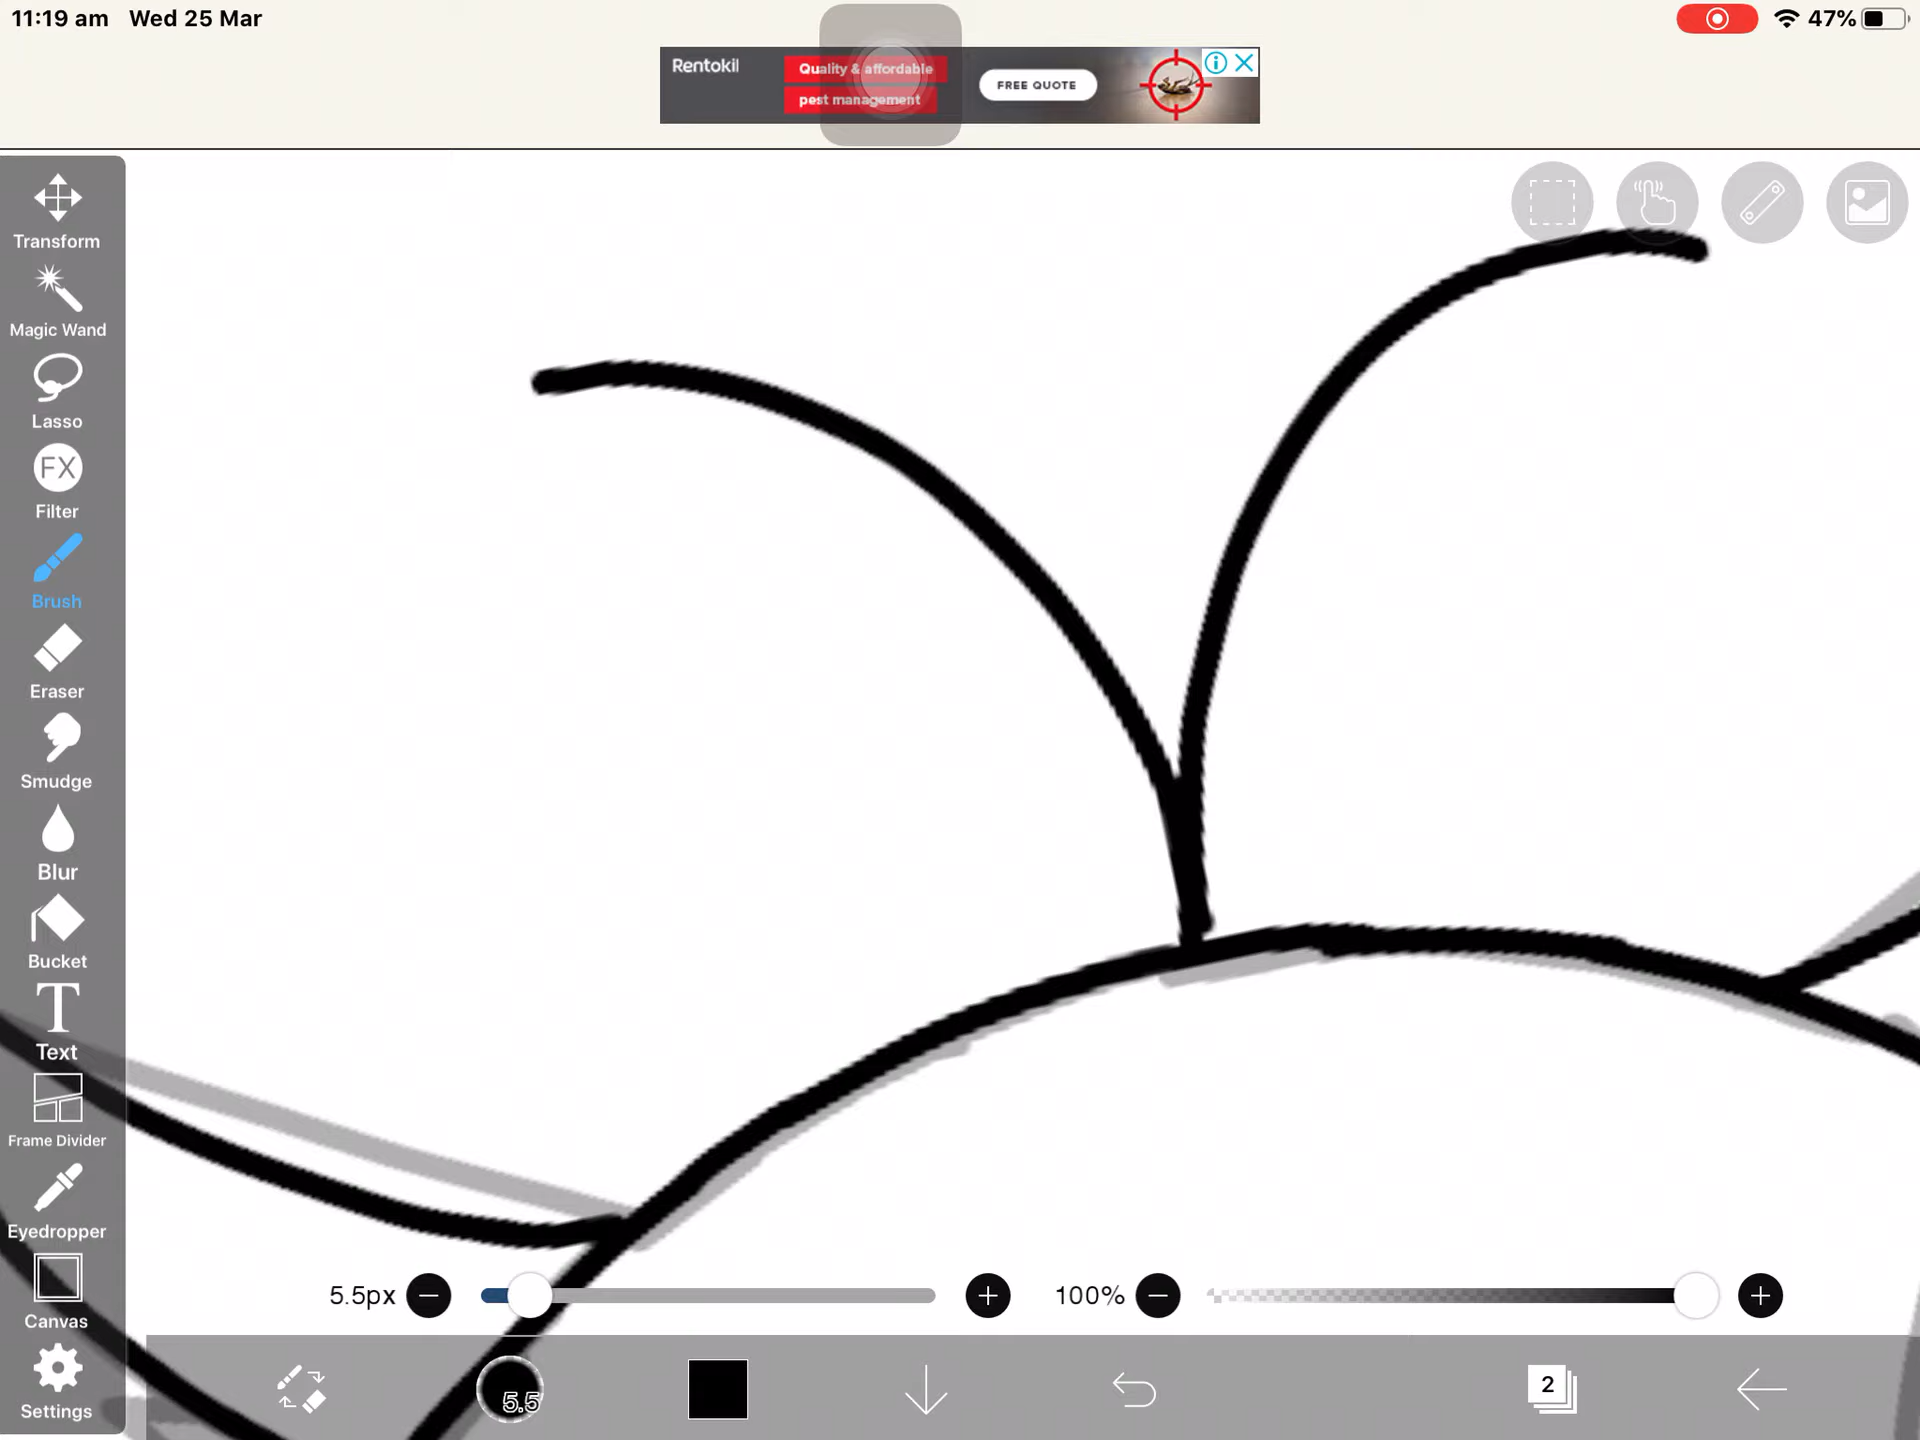 11:19 am Wed 25 Mar
47%
Rentokil
Quality & affordable
pest management
FREE QUOTE
Transform
Magic Wand
Lasso
FX
Filter
Brush
Eraser
Smudge
Blur
Bucket
T
Text
Frame Divider
Eyedropper
Canvas
Settings
5.5px
100%
5.5
2